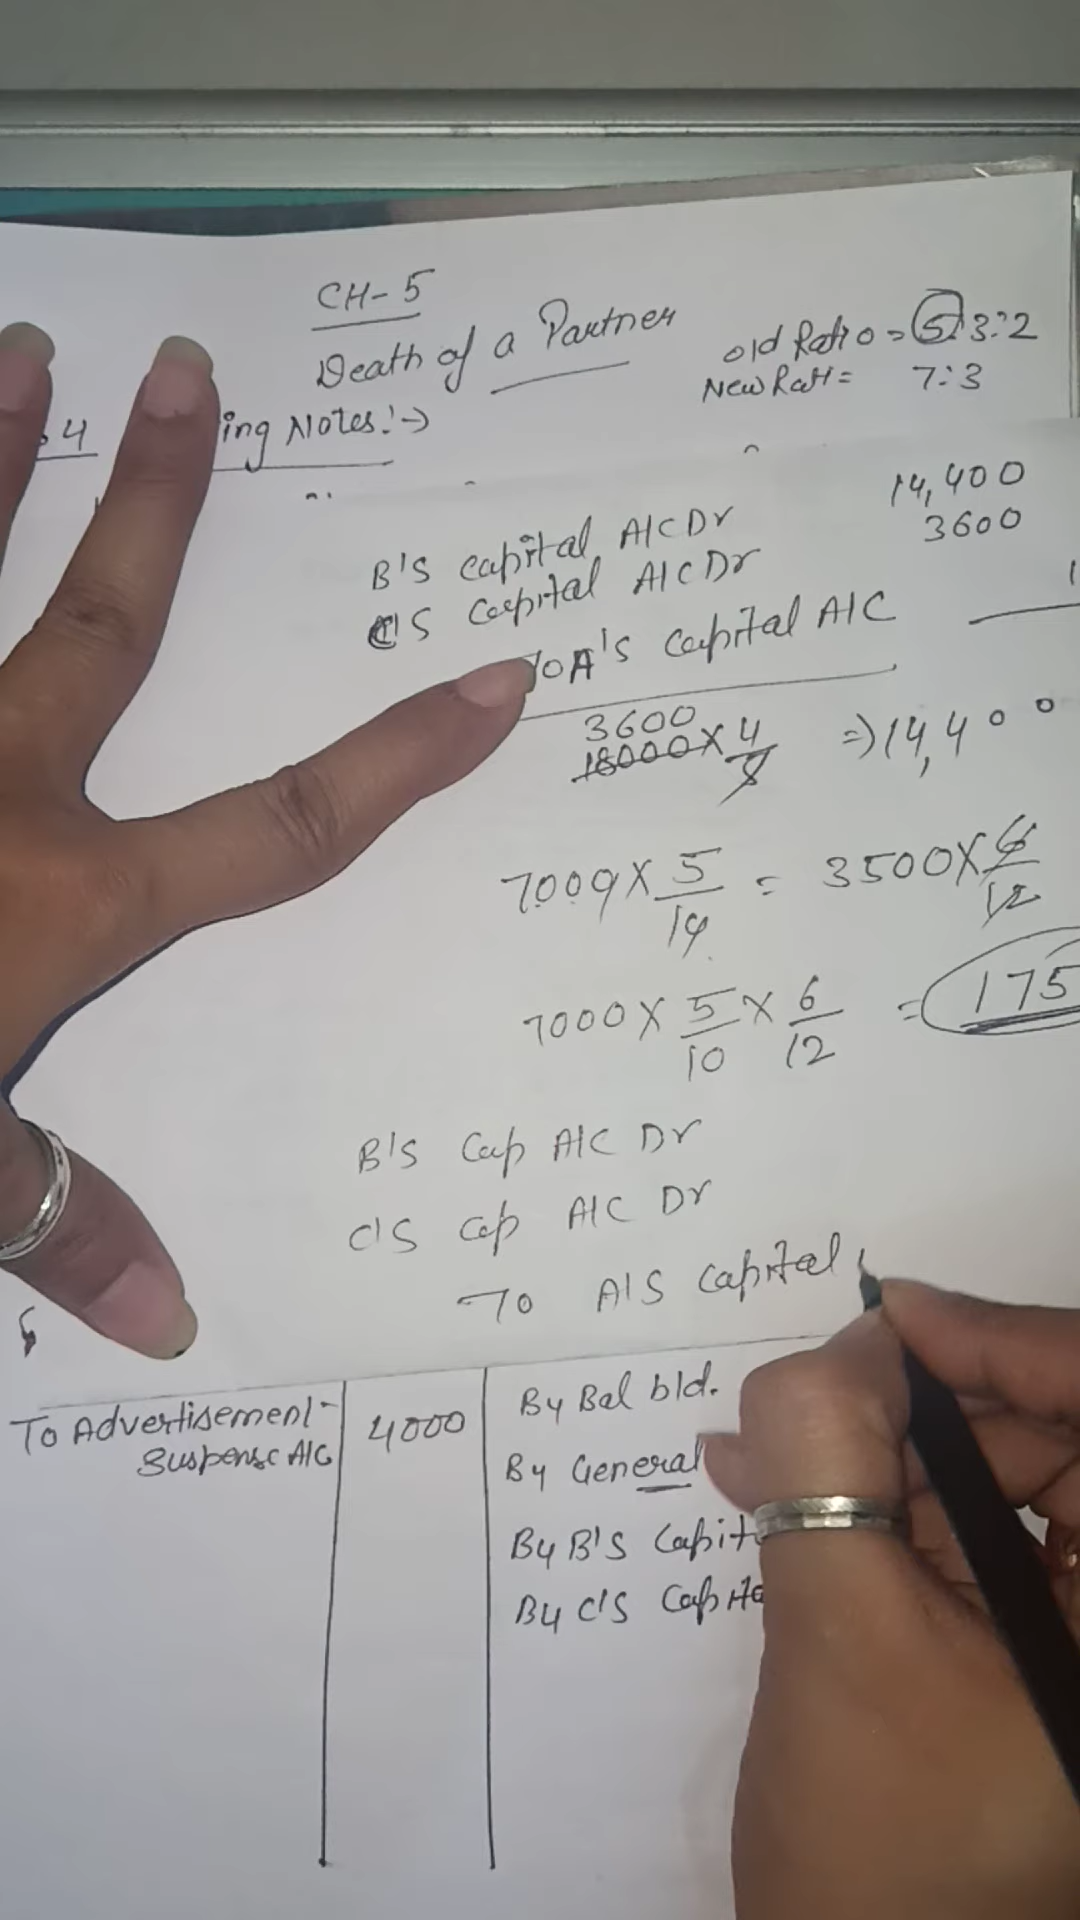 CH-5
Death of a Partner
Old Ratio = 5:3:2
New Rati = 7:3
4
ing Notes:→
14,400
3600
B's capital A/C Dr
C's Capital A/C Dr
To A's Capital A/C
3600
18000 × 4/5 ⇒ 14,400
7000 × 5/10 = 3500 × 6/12
7000 × 5/10 × 6/12 = 175
B's Cap A/C Dr
C's Cap A/C Dr
To A's Capital
To Advertisement- 4000 By Bal b/d.
Suspense A/C By General
By B's Capit
By C's Capita